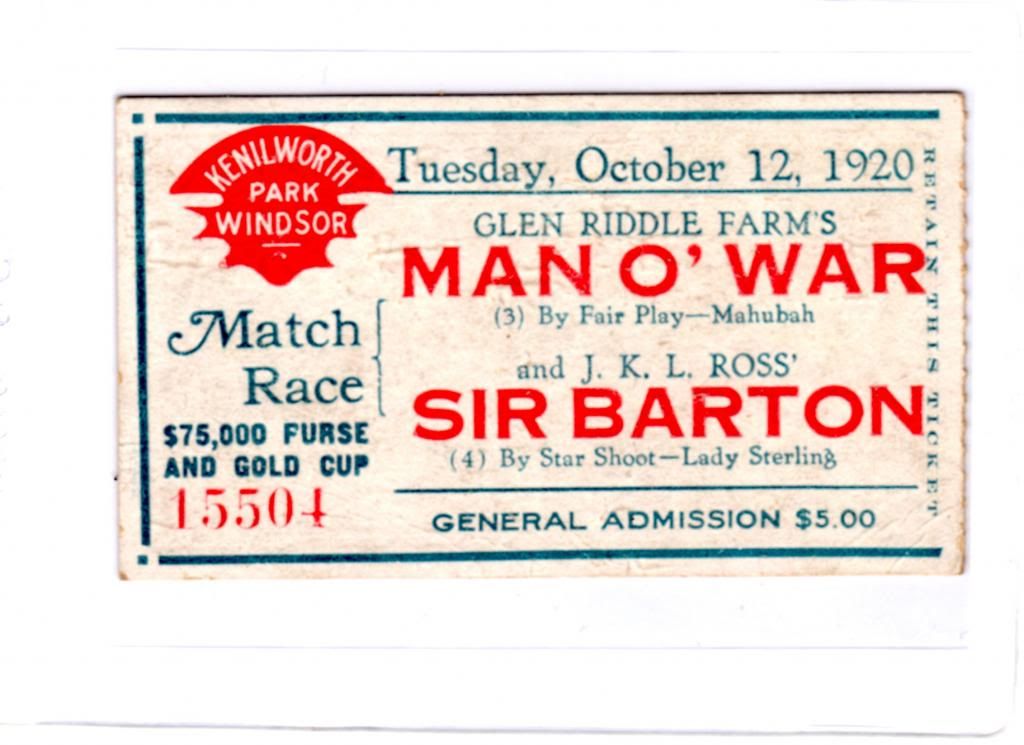 KENILWORTH
PARK
WINDSOR
Tuesday, October 12, 1920
GLEN RIDDLE FARM'S
MAN O' WAR
(3) By Fair Play—Mahubah
Match
Race
and J. K. L. ROSS'
SIR BARTON
(4) By Star Shoot—Lady Sterling
$75,000 PURSE
AND GOLD CUP
15504
GENERAL ADMISSION $5.00
RETAIN THIS TICKET